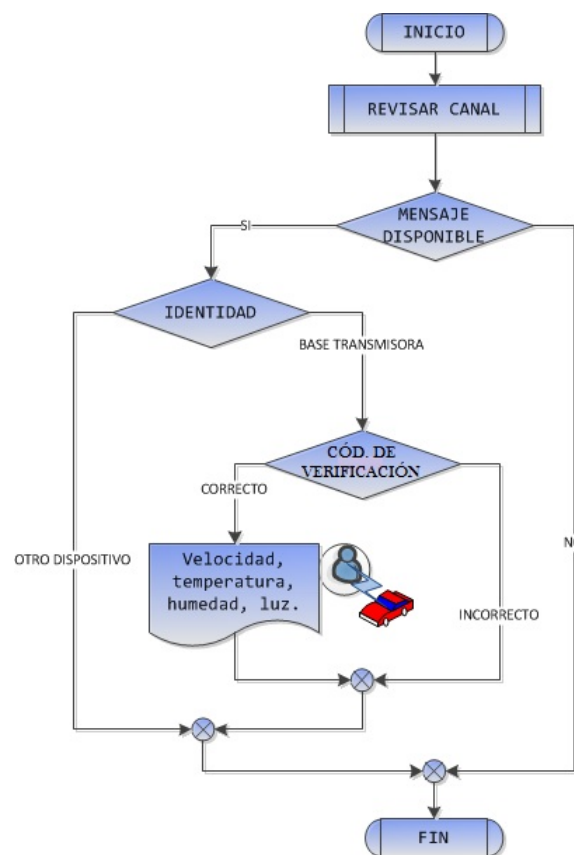 INICIO
REVISAR CANAL
MENSAJE
DISPONIBLE
SI
IDENTIDAD
BASE TRANSMISORA
CÓD. DE
VERIFICACIÓN
CORRECTO
NO
OTRO DISPOSITIVO
Velocidad,
temperatura,
humedad, luz.
INCORRECTO
FIN